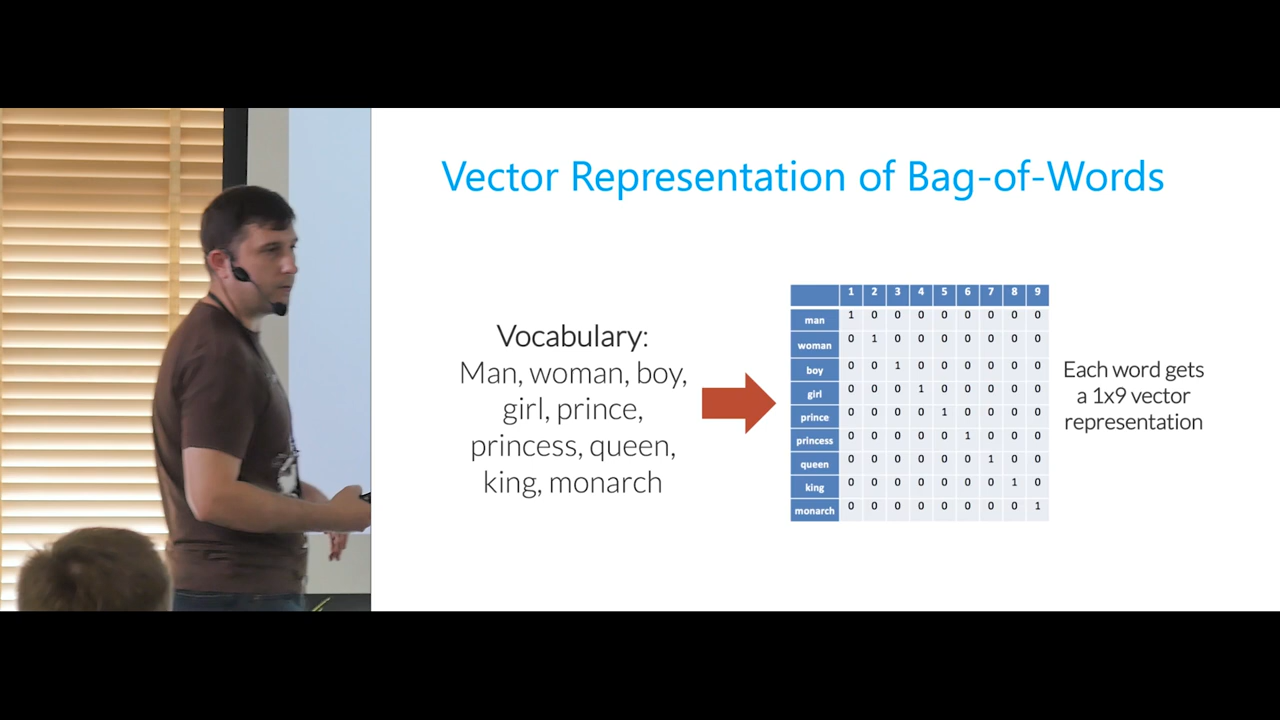 Vector Representation of Bag-of-Words
Vocabulary:
Man, woman, boy,
girl, prince,
princess, queen,
king, monarch
1 2 3 4 5 6 7 8 9
man 1 0 0 0 0 0 0 0 0
woman 0 1 0 0 0 0 0 0 0
boy 0 0 1 0 0 0 0 0 0
girl 0 0 0 1 0 0 0 0 0
prince 0 0 0 0 1 0 0 0 0
princess 0 0 0 0 0 1 0 0 0
queen 0 0 0 0 0 0 1 0 0
king 0 0 0 0 0 0 0 1 0
monarch 0 0 0 0 0 0 0 0 1
Each word gets
a 1x9 vector
representation